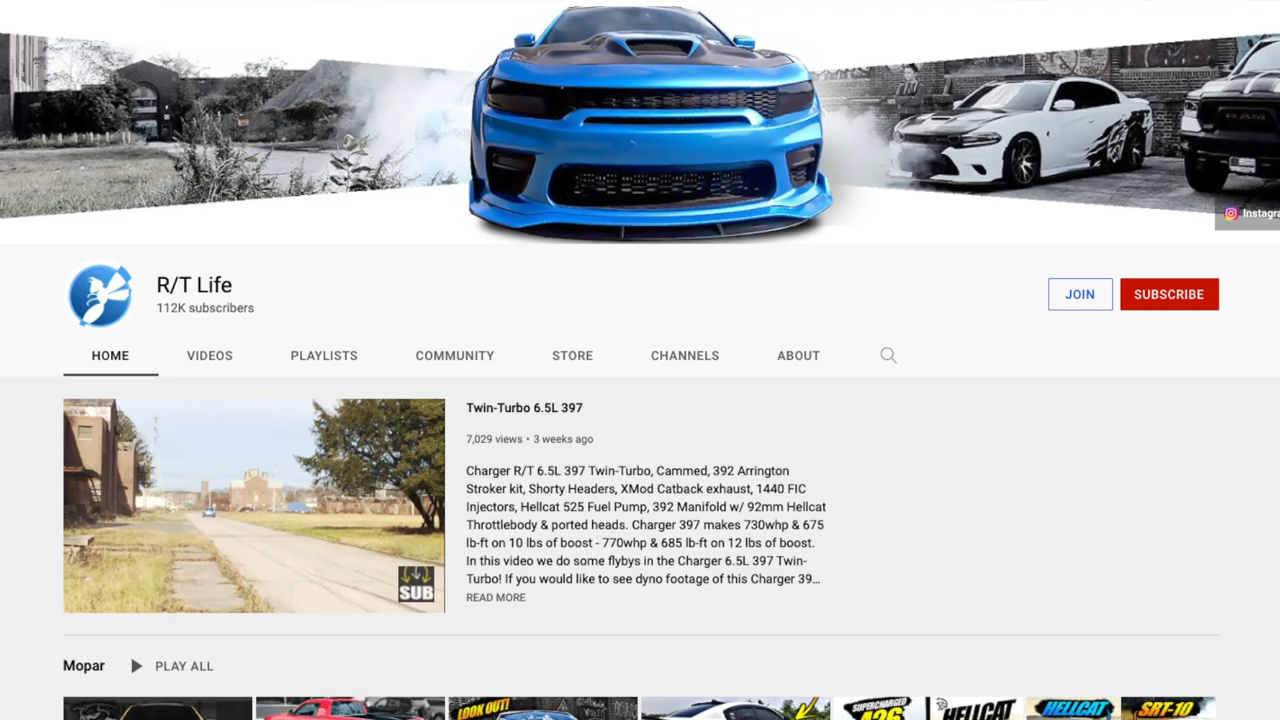 RAM
Instagra
R/T Life
112K subscribers
JOIN
SUBSCRIBE
HOME
VIDEOS
PLAYLISTS
COMMUNITY
STORE
CHANNELS
ABOUT
Twin-Turbo 6.5L 397
7,029 views • 3 weeks ago
Charger R/T 6.5L 397 Twin-Turbo, Cammed, 392 Arrington
Stroker kit, Shorty Headers, XMod Catback exhaust, 1440 FIC
Injectors, Hellcat 525 Fuel Pump, 392 Manifold w/ 92mm Hellcat
Throttlebody & ported heads. Charger 397 makes 730whp & 675
lb-ft on 10 lbs of boost - 770whp & 685 lb-ft on 12 lbs of boost.
In this video we do some flybys in the Charger 6.5L 397 Twin-
Turbo! If you would like to see dyno footage of this Charger 39...
READ MORE
SUB
Mopar
PLAY ALL
LOOK OUT!
SUPERCHARGED
426
HELLCAT
HELLCAT
SRT-10